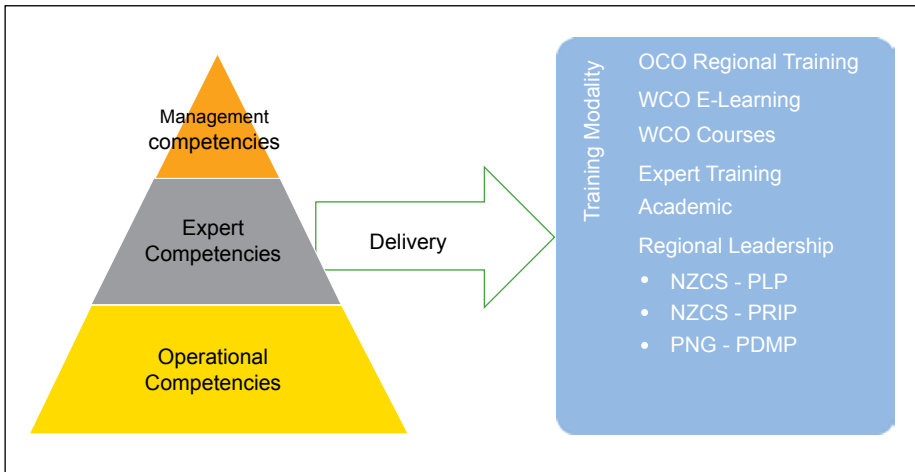 Management
competencies
Expert
Competencies
Operational
Competencies
Delivery
Training Modality
OCO Regional Training
WCO E-Learning
WCO Courses
Expert Training
Academic
Regional Leadership
• NZCS - PLP
• NZCS - PRIP
• PNG - PDMP